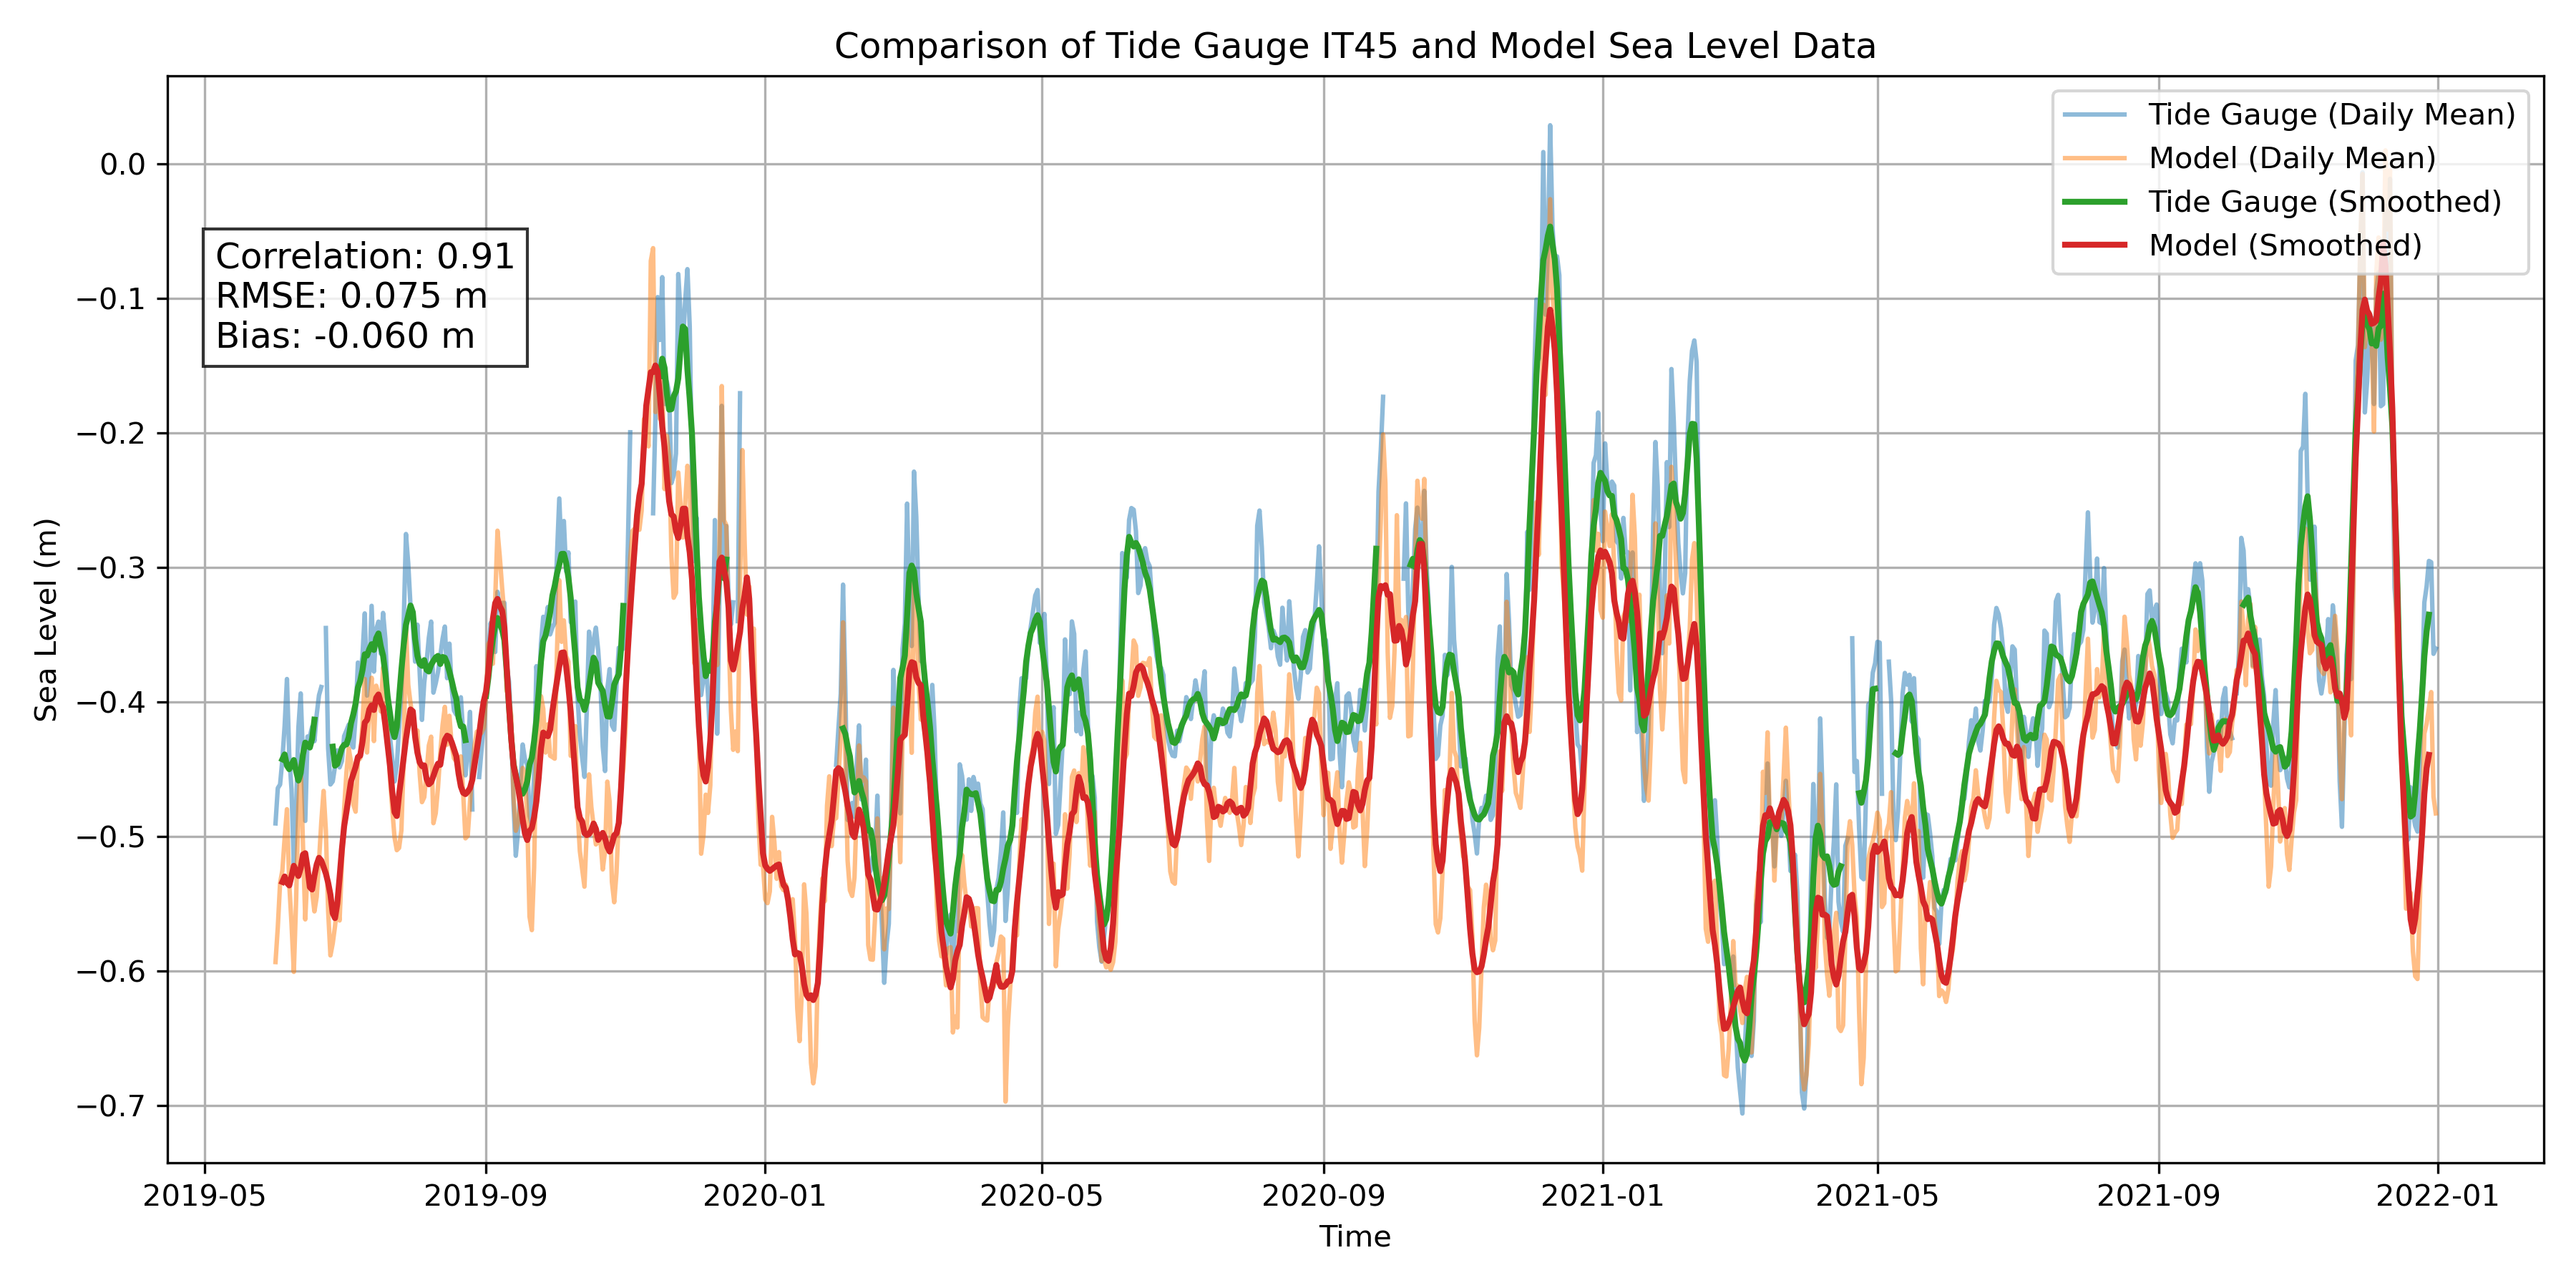 Comparison of Tide Gauge IT45 and Model Sea Level Data
Tide Gauge (Daily Mean)
Model (Daily Mean)
Tide Gauge (Smoothed)
Model (Smoothed)
Correlation: 0.91
RMSE: 0.075 m
Bias: -0.060 m
Sea Level (m)
0.0
−0.1
−0.2
−0.3
−0.4
−0.5
−0.6
−0.7
2019-05 2019-09 2020-01 2020-05 2020-09 2021-01 2021-05 2021-09 2022-01
Time